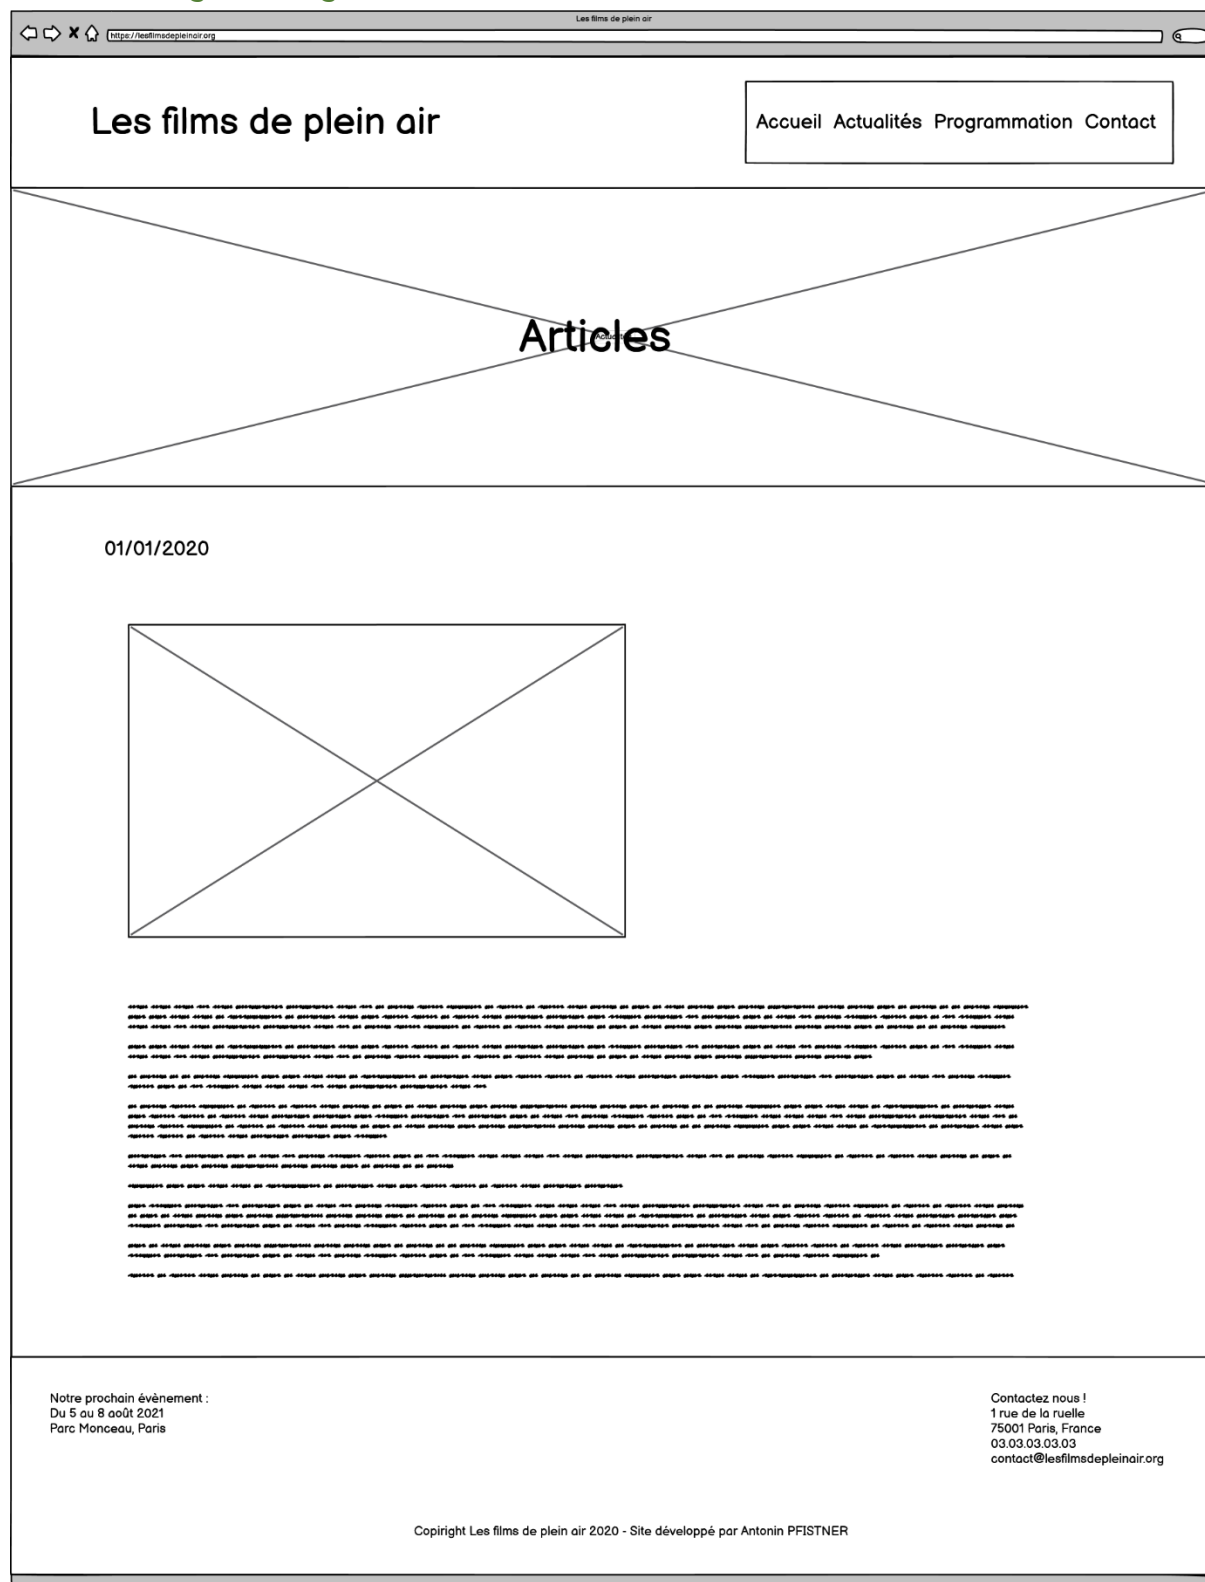 Les films de plein air
https://lesfilmsdepleinair.org
Les films de plein air
Accueil Actualités Programmation Contact
Articles
01/01/2020
Notre prochain évènement :
Du 5 au 8 août 2021
Parc Monceau, Paris
Contactez nous !
1 rue de la ruelle
75001 Paris, France
03.03.03.03.03
contact@lesfilmsdepleinair.org
Copiright Les films de plein air 2020 - Site développé par Antonin PFISTNER